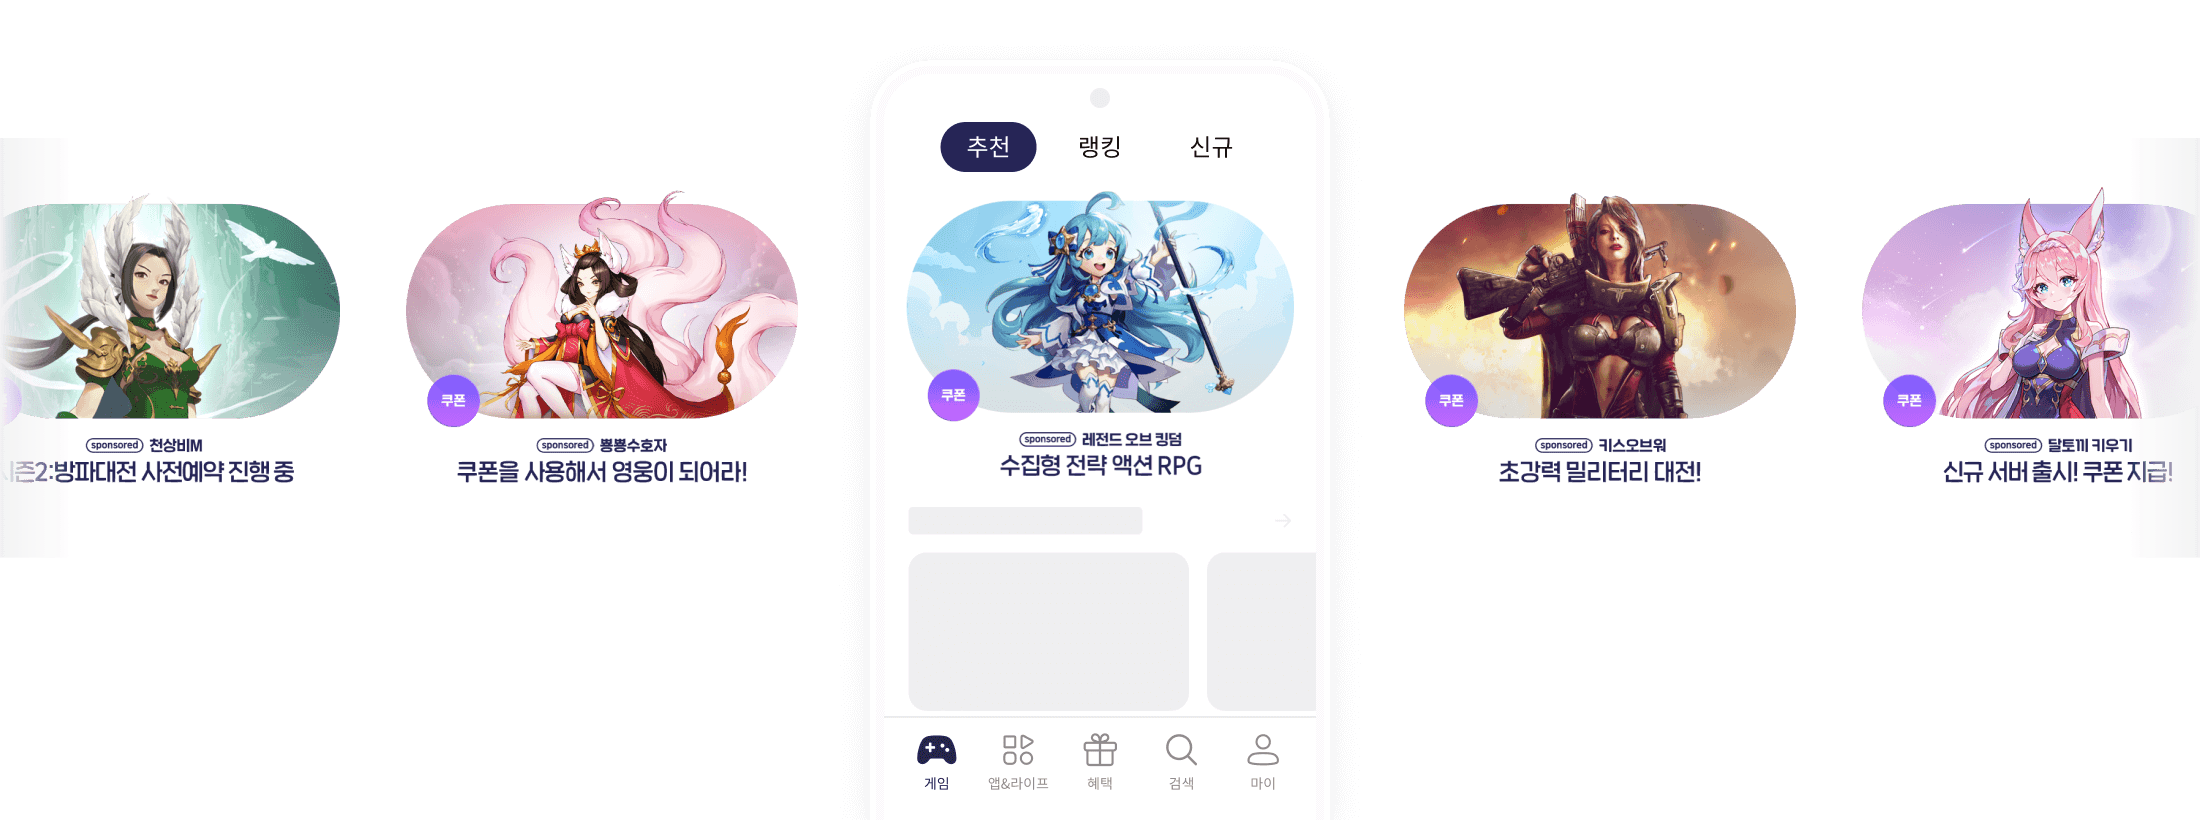 추천
랭킹
신규
쿠폰
sponsored 천상비M
시즌2:방파대전 사전예약 진행 중
쿠폰
sponsored 뿅뿅수호자
쿠폰을 사용해서 영웅이 되어라!
쿠폰
sponsored 레전드 오브 킹덤
수집형 전략 액션 RPG
쿠폰
sponsored 키스오브워
초강력 밀리터리 대전!
쿠폰
sponsored 달토끼 키우기
신규 서버 출시! 쿠폰 지급!
게임
앱&라이프
혜택
검색
마이